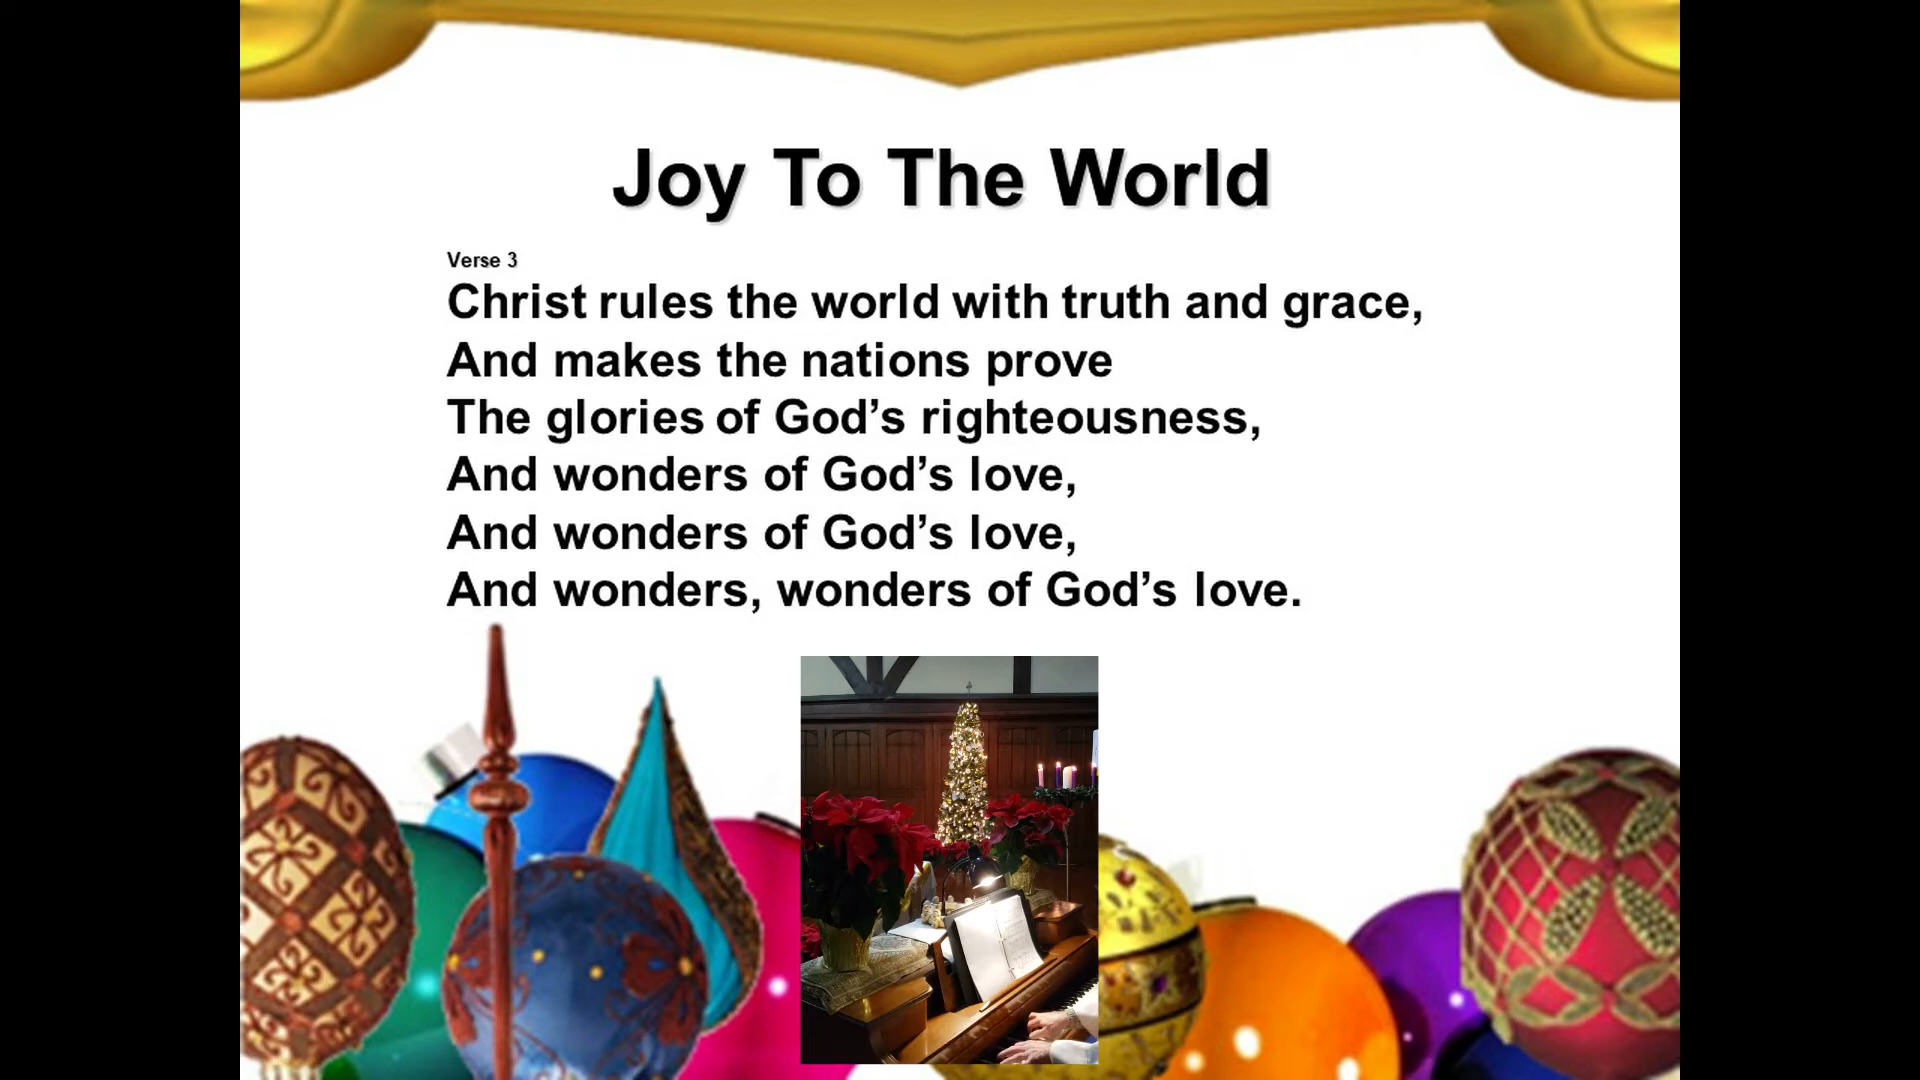 Joy To The World
Verse 3
Christ rules the world with truth and grace,
And makes the nations prove
The glories of God’s righteousness,
And wonders of God’s love,
And wonders of God’s love,
And wonders, wonders of God’s love.